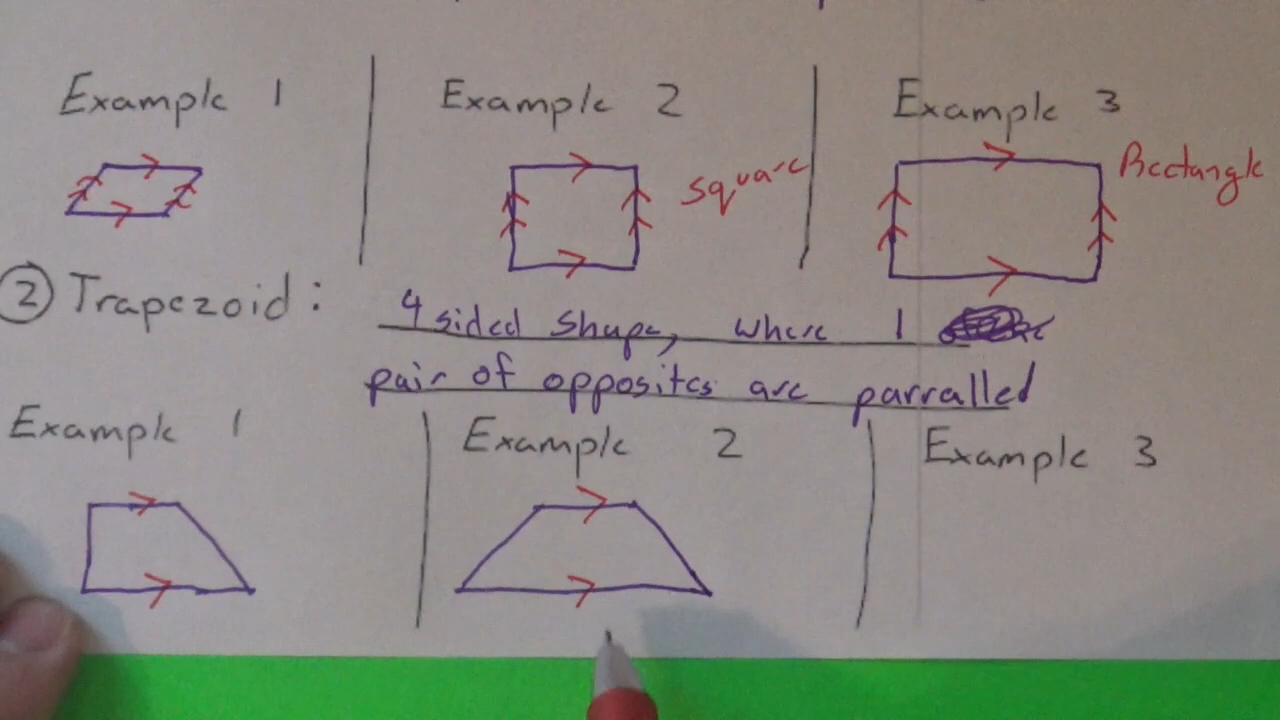 Example 1
Example 2
Example 3
Square
Rectangle
2 Trapezoid:
4 sided shape, where 1
pair of opposites are parralled
Example 1
Example 2
Example 3